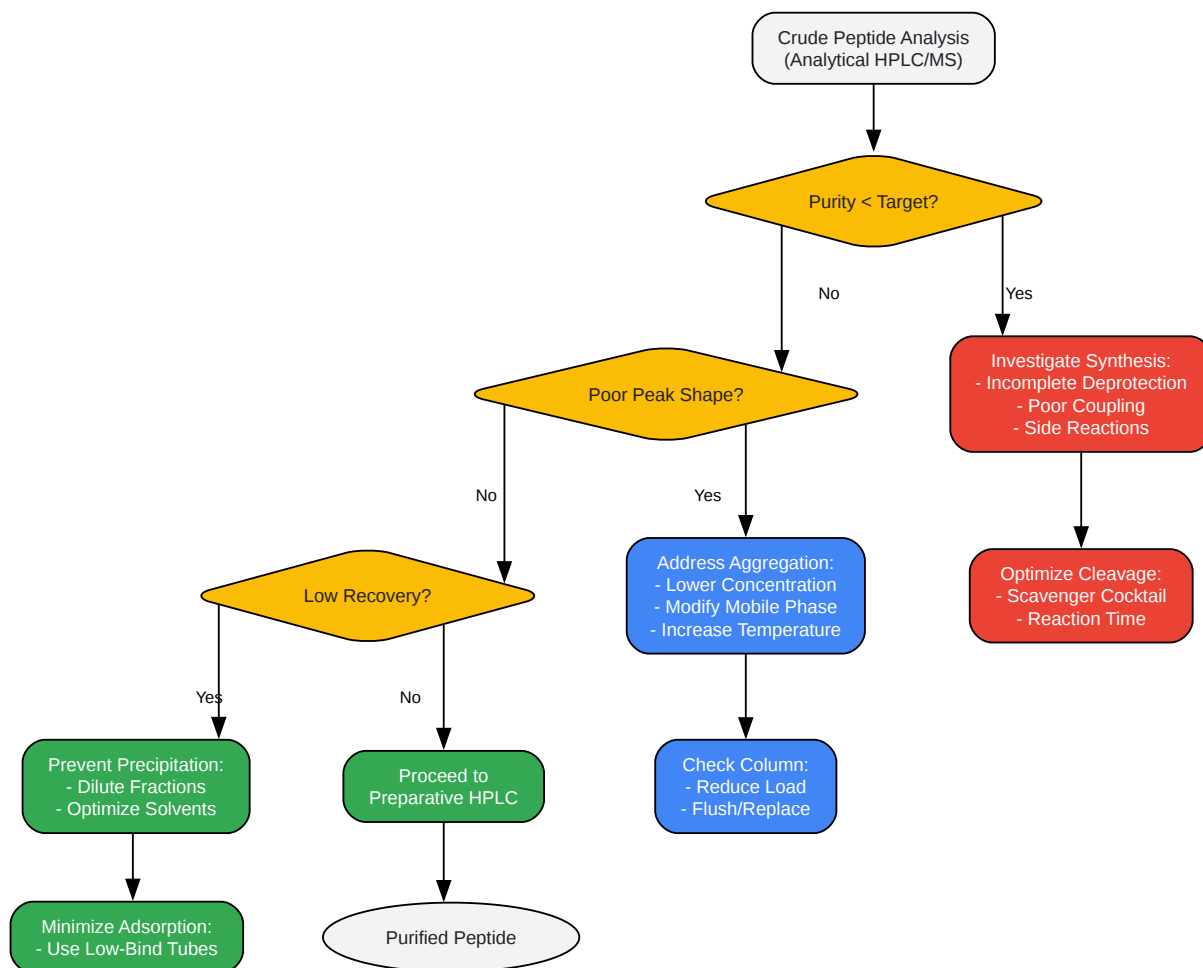 Crude Peptide Analysis
(Analytical HPLC/MS)
Purity < Target?
No
Yes
Poor Peak Shape?
Investigate Synthesis:
- Incomplete Deprotection
- Poor Coupling
- Side Reactions
No
Yes
Low Recovery?
Address Aggregation:
- Lower Concentration
- Modify Mobile Phase
- Increase Temperature
Optimize Cleavage:
- Scavenger Cocktail
- Reaction Time
Yes
No
Prevent Precipitation:
- Dilute Fractions
- Optimize Solvents
Proceed to
Preparative HPLC
Check Column:
- Reduce Load
- Flush/Replace
Minimize Adsorption:
- Use Low-Bind Tubes
Purified Peptide